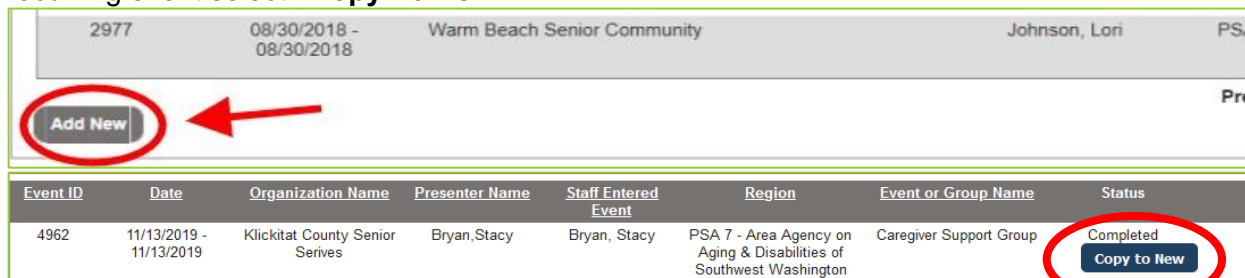 2977 08/30/2018 - Warm Beach Senior Community Johnson, Lori PSA
08/30/2018
Pre
Add New
Event ID Date Organization Name Presenter Name Staff Entered Region Event or Group Name Status
Event
4962 11/13/2019 - Klickitat County Senior Bryan,Stacy Bryan, Stacy PSA 7 - Area Agency on Caregiver Support Group Completed
11/13/2019 Serives Aging & Disabilities of Copy to New
Southwest Washington